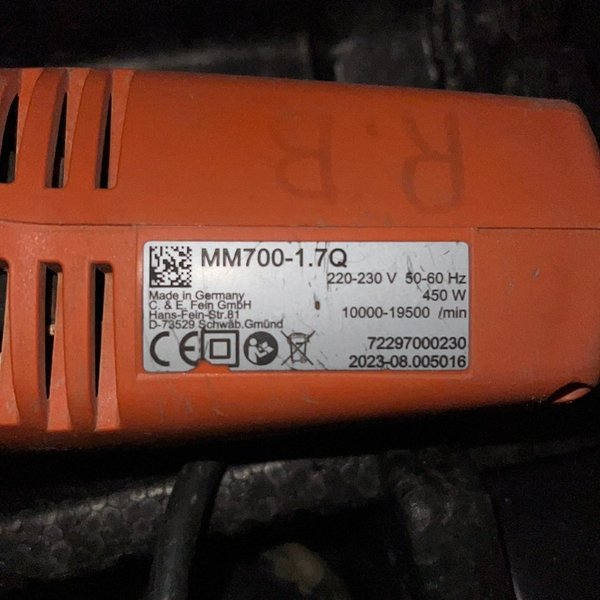 R.B
MM700-1.7Q
220-230 V 50-60 Hz
450 W
10000-19500 /min
Made in Germany
C. & E. Fein GmbH
Hans-Fein-Str.81
D-73529 Schwäb.Gmünd
72297000230
2023-08.005016
CE